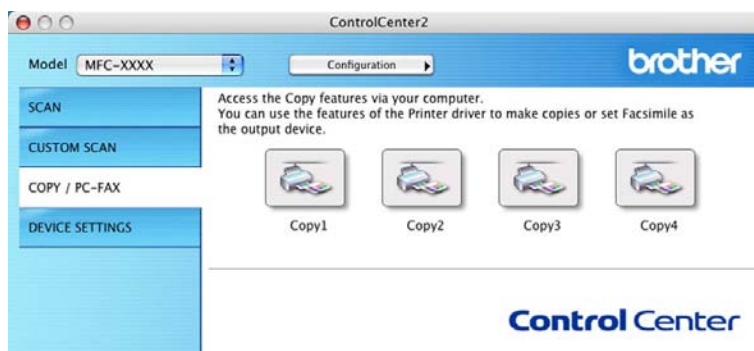 ControlCenter2
Model MFC-XXXX Configuration brother
SCAN
CUSTOM SCAN
COPY / PC-FAX
DEVICE SETTINGS
Access the Copy features via your computer.
You can use the features of the Printer driver to make copies or set Facsimile as
the output device.
Copy1 Copy2 Copy3 Copy4
Control Center